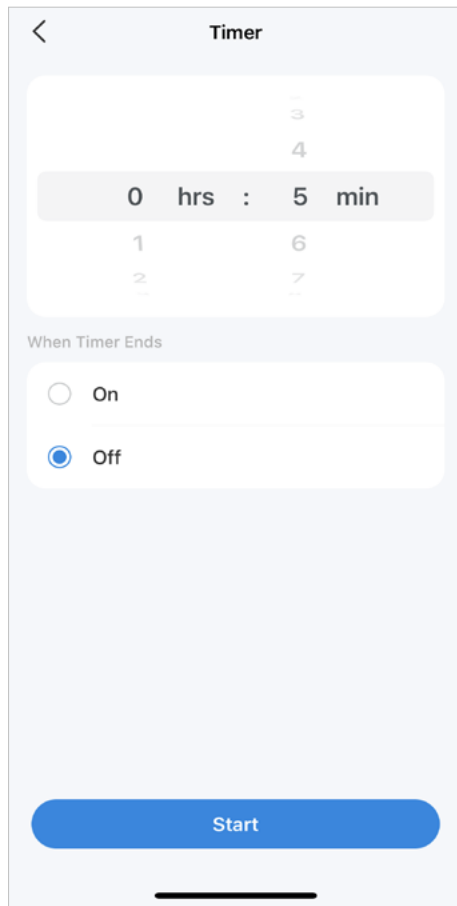 Timer
3
4
0 hrs : 5 min
1 6
2 7
When Timer Ends
On
Off
Start